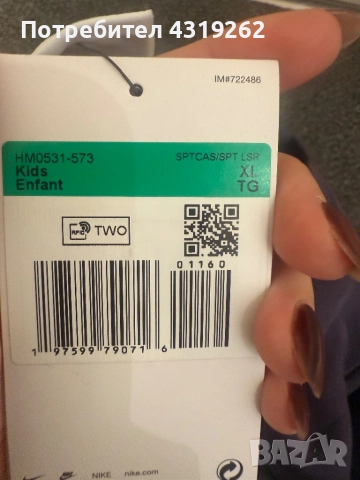 Потребител 4319262
IM#722486
HM0531-573
SPTCAS/SPT LSR
Kids
XL
Enfant
TG
RFID
TWO
01160
1 97599 79071 6
NIKE
nike.com
BAZAR